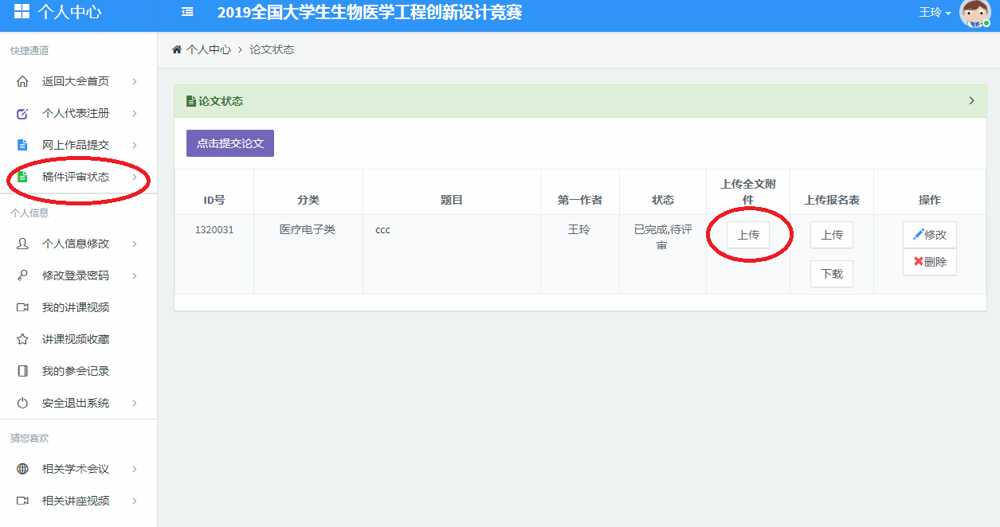 个人中心
2019全国大学生生物医学工程创新设计竞赛
王玲
快捷通道
返回大会首页
个人代表注册
网上作品提交
稿件评审状态
个人信息
个人信息修改
修改登录密码
我的讲课视频
讲课视频收藏
我的参会记录
安全退出系统
猜您喜欢
相关学术会议
相关讲座视频
个人中心 > 论文状态
论文状态
点击提交论文
ID号 分类 题目 第一作者 状态 上传全文附
件 上传报名表 操作
1320031 医疗电子类 ccc 王玲 已完成,待评
审 上传 上传 修改
下载 删除